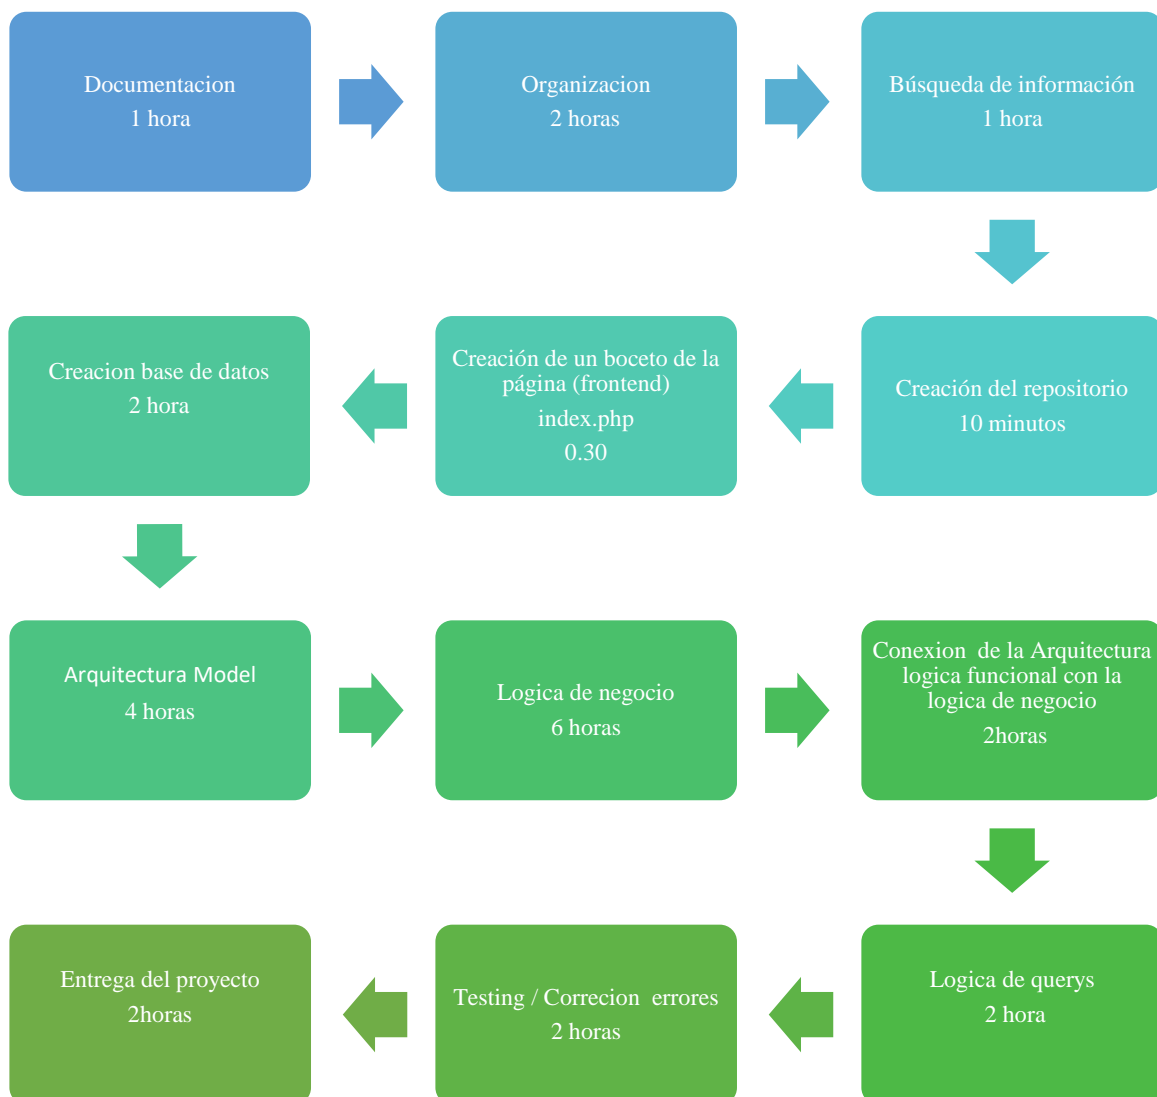 Documentacion
1 hora
Organizacion
2 horas
Búsqueda de información
1 hora
Creación del repositorio
10 minutos
Creación de un boceto de la
página (frontend)
index.php
0.30
Creacion base de datos
2 hora
Arquitectura Model
4 horas
Logica de negocio
6 horas
Conexion  de la Arquitectura
logica funcional con la
logica de negocio
2horas
Logica de querys
2 hora
Testing / Correcion  errores
2 horas
Entrega del proyecto
2horas